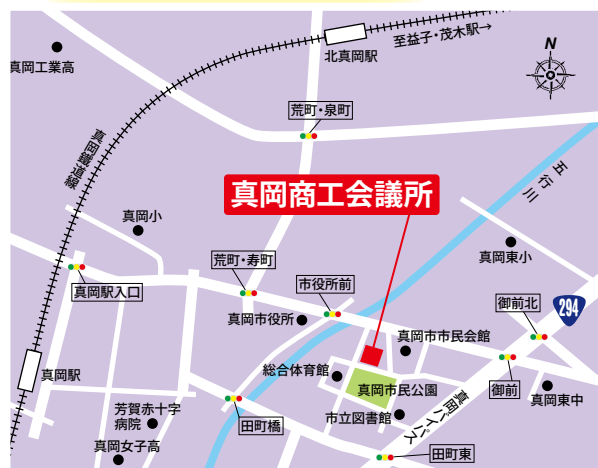 至益子・茂木駅→
N
北真岡駅
真岡工業高
荒町・泉町
真岡鐵道線
五行川
真岡商工会議所
真岡小
真岡東小
荒町・寿町
市役所前
真岡駅入口
御前北
294
真岡市役所
真岡市市民会館
総合体育館
真岡駅
真岡市民公園
御前
真岡東中
芳賀赤十字
病院
市立図書館
真岡バイパス
田町橋
真岡女子高
田町東